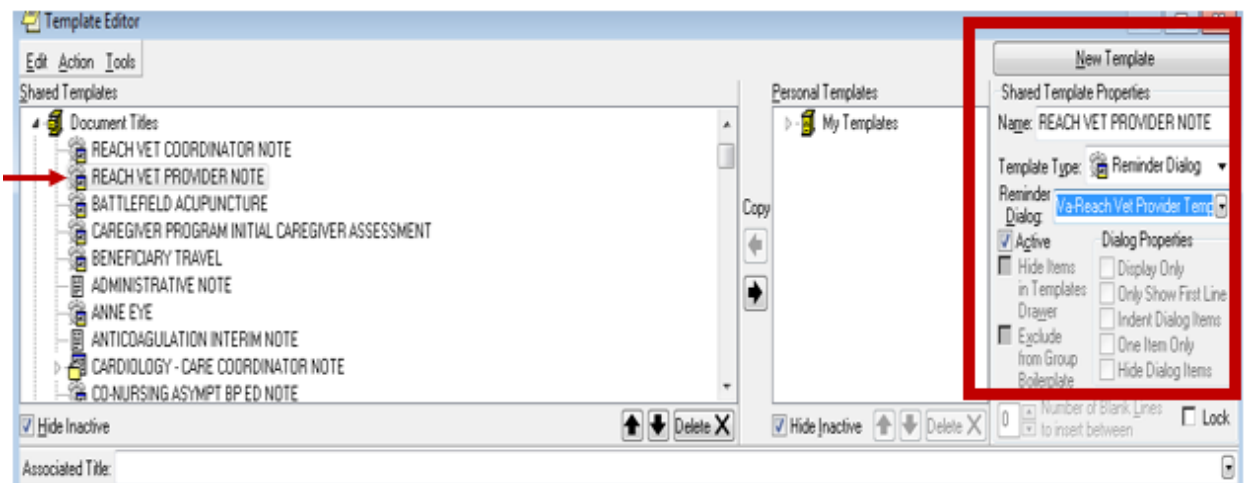 Template Editor
Edit Action Tools
New Template
Shared Templates
Personal Templates
Shared Template Properties
Document Titles
REACH VET COORDINATOR NOTE
REACH VET PROVIDER NOTE
BATTLEFIELD ACUPUNCTURE
CAREGIVER PROGRAM INITIAL CAREGIVER ASSESSMENT
BENEFICIARY TRAVEL
ADMINISTRATIVE NOTE
ANNE EYE
ANTICOAGULATION INTERIM NOTE
CARDIOLOGY - CARE COORDINATOR NOTE
CO-NURSING ASYMPT BP ED NOTE
Copy
My Templates
Name: REACH VET PROVIDER NOTE
Template Type: Reminder Dialog
Reminder Dialog: Va-Reach Vet Provider Temp
Active
Hide Items
in Templates
Drawer
Exclude
from Group
Boilerplate
Dialog Properties
Display Only
Only Show First Line
Indent Dialog Items
One Item Only
Hide Dialog Items
Hide Inactive
Delete X
Hide Inactive
Delete X
0 Number of Blank Lines
to insert between
Lock
Associated Title: